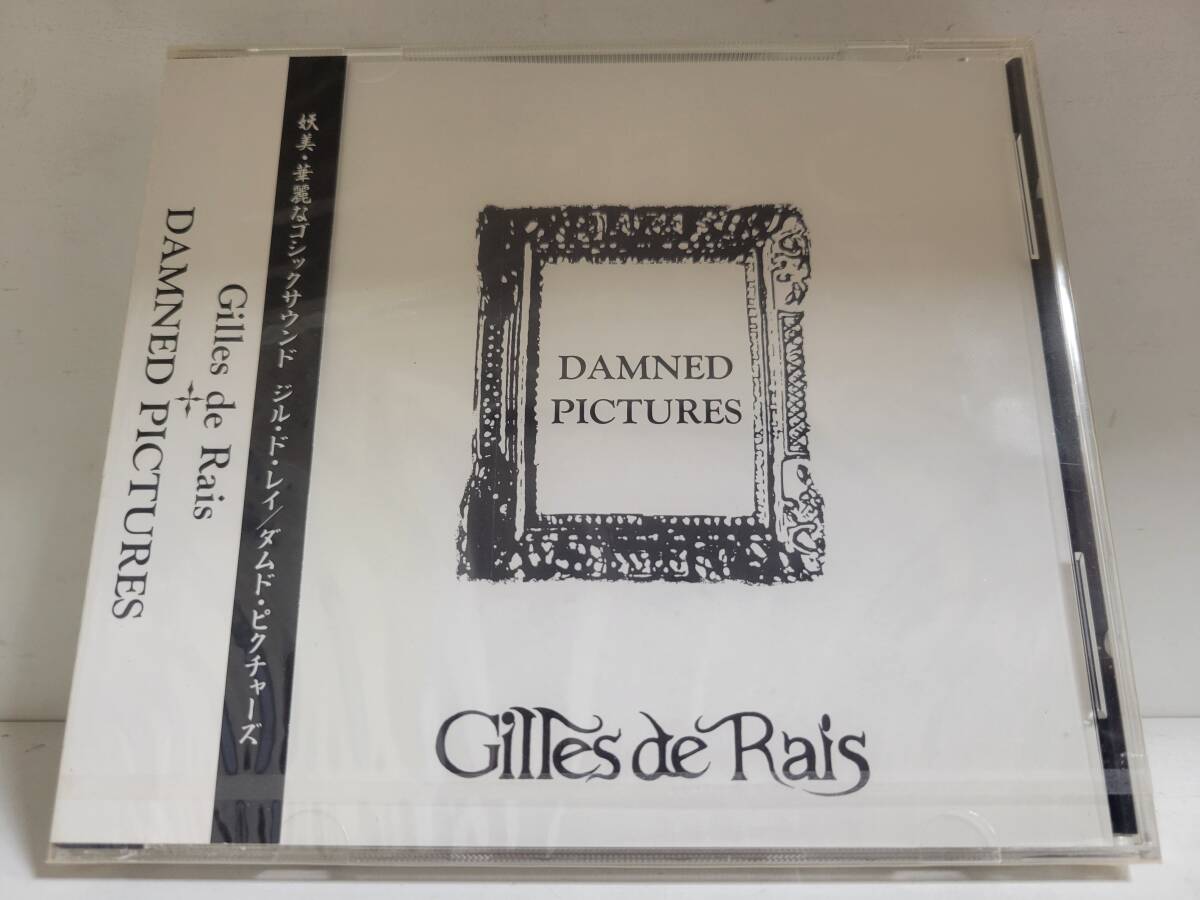 妖美・華麗なゴシックサウンド ジル・ド・レイ/ダムド・ピクチャーズ
Gilles de Rais
DAMNED PICTURES
DAMNED
PICTURES
Gilles de Rais